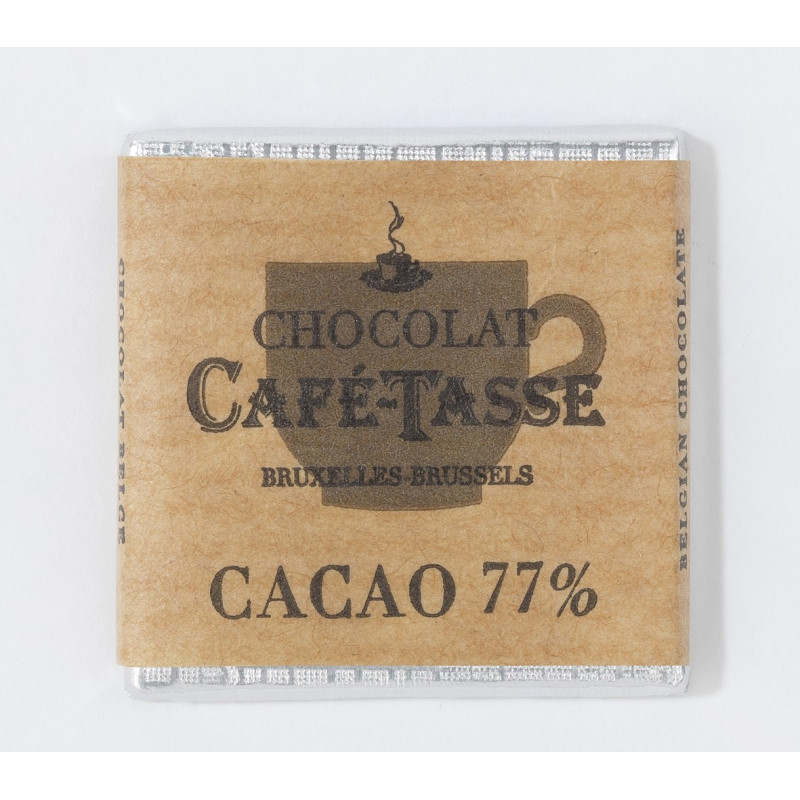 CHOCOLAT
CAFÉ-TASSE
BRUXELLES-BRUSSELS
CACAO 77%
CHOCOLAT BELGE
BELGIAN CHOCOLATE